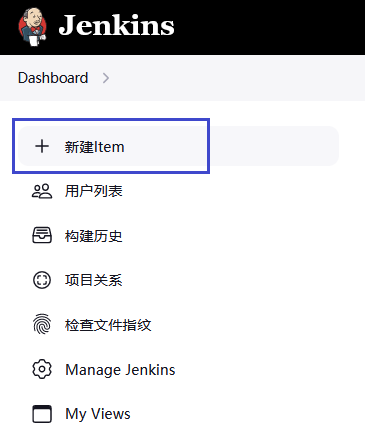 Jenkins
Dashboard
新建Item
用户列表
构建历史
项目关系
检查文件指纹
Manage Jenkins
My Views